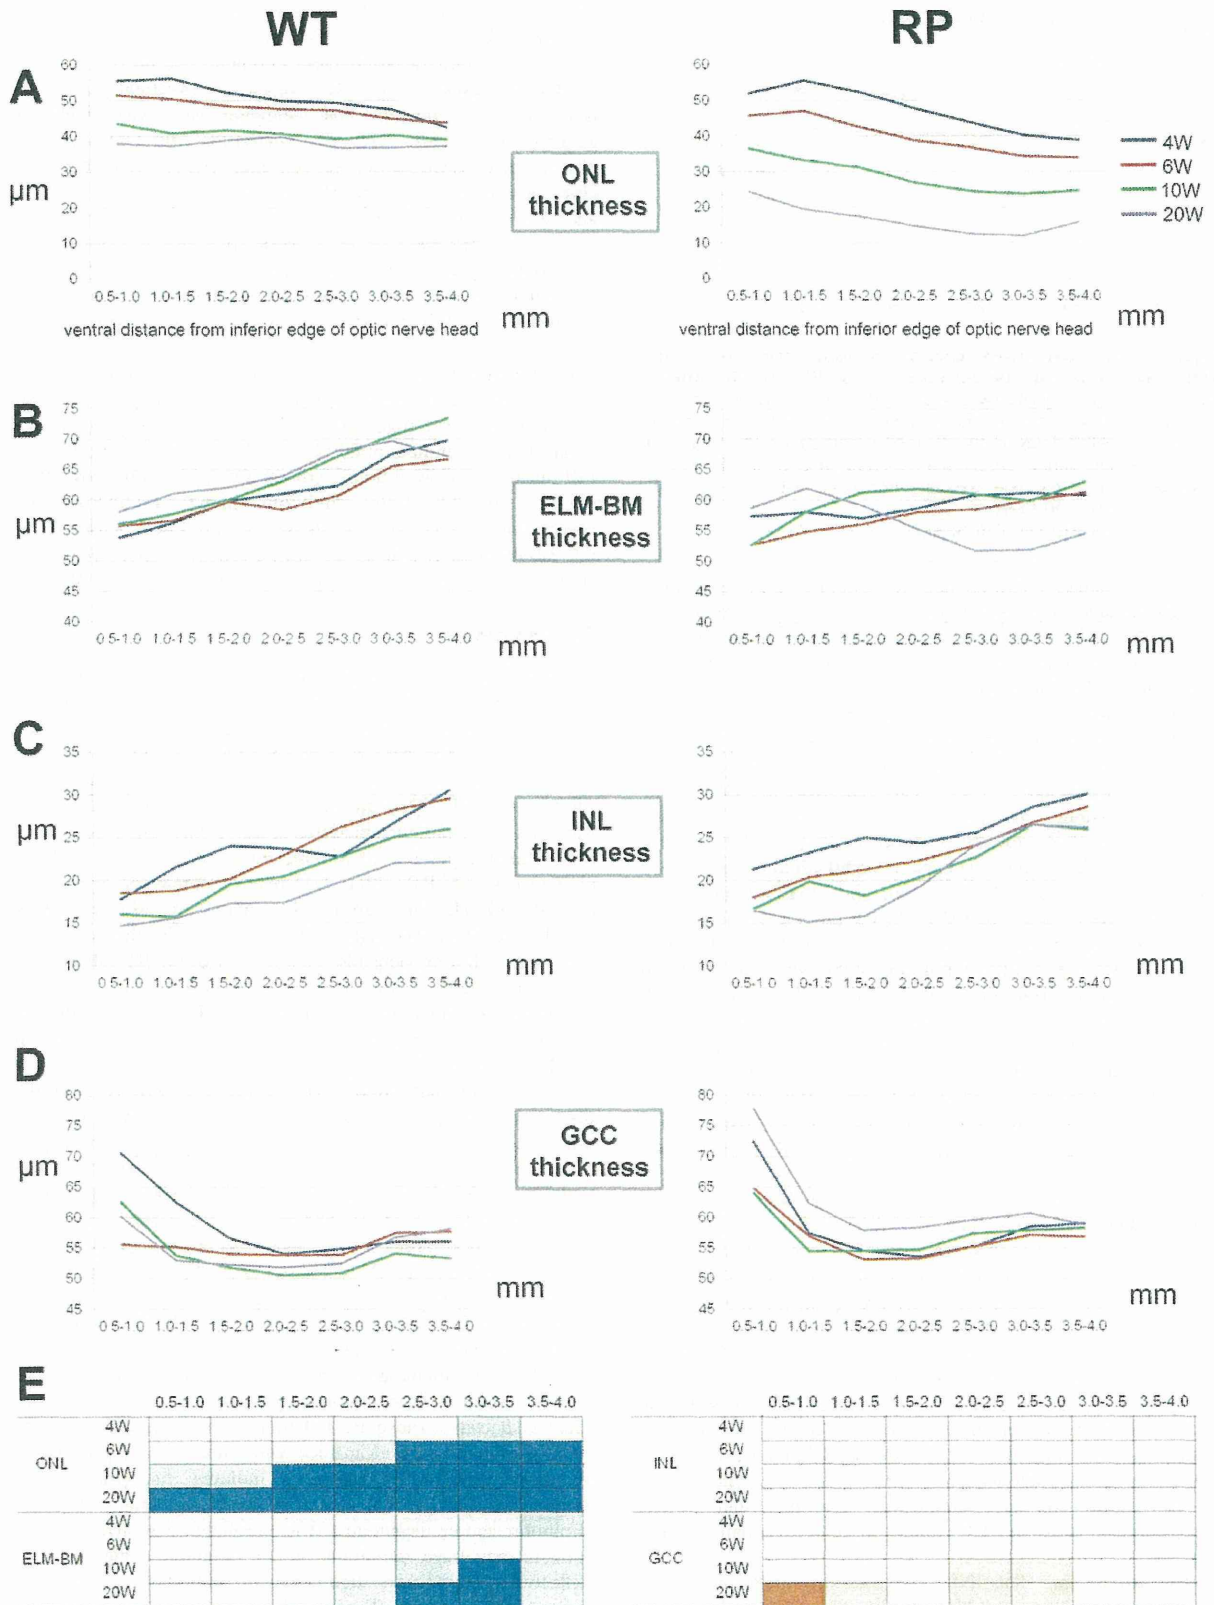 WT
RP
A
60
50
40
30
20
10
0
µm
0.5-1.0 1.0-1.5 1.5-2.0 2.0-2.5 2.5-3.0 3.0-3.5 3.5-4.0
mm
ventral distance from inferior edge of optic nerve head
ONL
thickness
60
50
40
30
20
10
0
4W
6W
10W
20W
0.5-1.0 1.0-1.5 1.5-2.0 2.0-2.5 2.5-3.0 3.0-3.5 3.5-4.0
mm
ventral distance from inferior edge of optic nerve head
B
75
70
65
60
55
50
45
40
µm
0.5-1.0 1.0-1.5 1.5-2.0 2.0-2.5 2.5-3.0 3.0-3.5 3.5-4.0
mm
ELM-BM
thickness
75
70
65
60
55
50
45
40
0.5-1.0 1.0-1.5 1.5-2.0 2.0-2.5 2.5-3.0 3.0-3.5 3.5-4.0
mm
C
35
30
25
20
15
10
µm
0.5-1.0 1.0-1.5 1.5-2.0 2.0-2.5 2.5-3.0 3.0-3.5 3.5-4.0
mm
INL
thickness
35
30
25
20
15
10
0.5-1.0 1.0-1.5 1.5-2.0 2.0-2.5 2.5-3.0 3.0-3.5 3.5-4.0
mm
D
80
75
70
65
60
55
50
45
µm
0.5-1.0 1.0-1.5 1.5-2.0 2.0-2.5 2.5-3.0 3.0-3.5 3.5-4.0
mm
GCC
thickness
80
75
70
65
60
55
50
45
0.5-1.0 1.0-1.5 1.5-2.0 2.0-2.5 2.5-3.0 3.0-3.5 3.5-4.0
mm
E
0.5-1.0 1.0-1.5 1.5-2.0 2.0-2.5 2.5-3.0 3.0-3.5 3.5-4.0
ONL
4W
6W
10W
20W
ELM-BM
4W
6W
10W
20W
0.5-1.0 1.0-1.5 1.5-2.0 2.0-2.5 2.5-3.0 3.0-3.5 3.5-4.0
INL
4W
6W
10W
20W
GCC
4W
6W
10W
20W